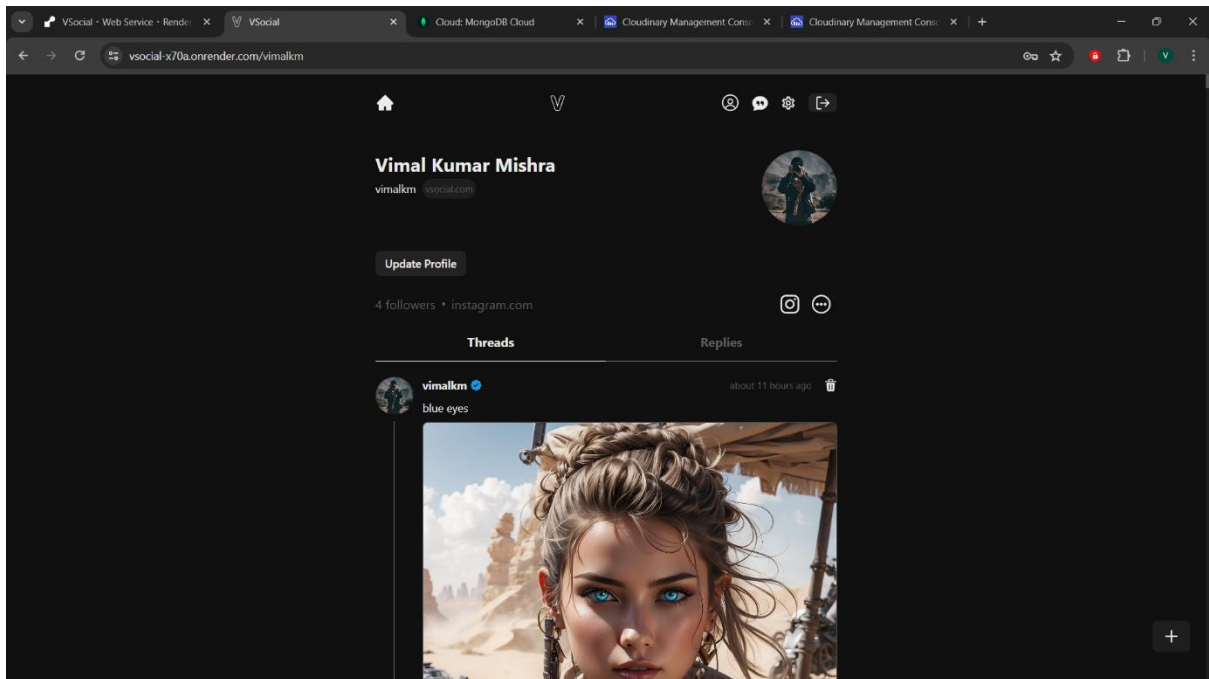 VSocial · Web Service · Render
VSocial
Cloud: MongoDB Cloud
Cloudinary Management Conso
Cloudinary Management Conso
vsocial-x70a.onrender.com/vimalkm
V
V
Vimal Kumar Mishra
vimalkm vsocial.com
Update Profile
4 followers • instagram.com
Threads Replies
vimalkm about 11 hours ago
blue eyes